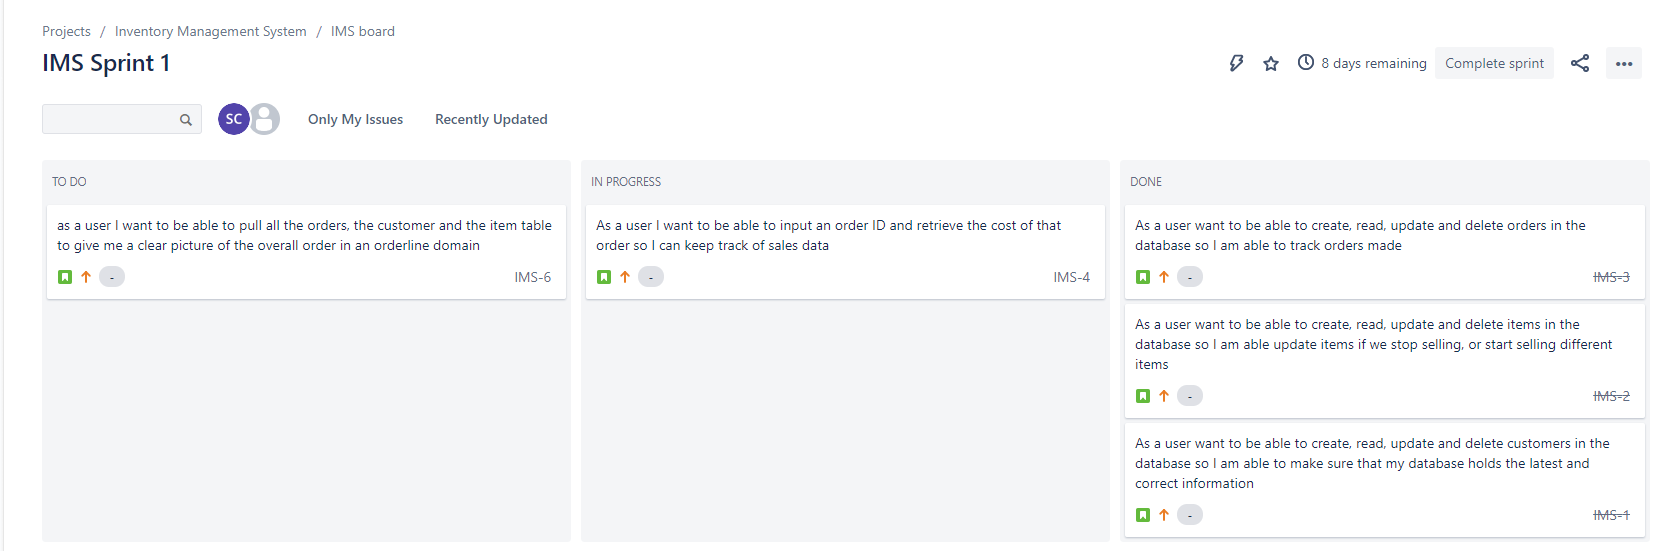 Projects / Inventory Management System / IMS board
IMS Sprint 1
8 days remaining
Complete sprint
SC
Only My Issues
Recently Updated
TO DO
as a user I want to be able to pull all the orders, the customer and the item table
to give me a clear picture of the overall order in an orderline domain
-
IMS-6
IN PROGRESS
As a user I want to be able to input an order ID and retrieve the cost of that
order so I can keep track of sales data
-
IMS-4
DONE
As a user want to be able to create, read, update and delete orders in the
database so I am able to track orders made
-
IMS-3
As a user want to be able to create, read, update and delete items in the
database so I am able update items if we stop selling, or start selling different
items
-
IMS-2
As a user want to be able to create, read, update and delete customers in the
database so I am able to make sure that my database holds the latest and
correct information
-
IMS-1